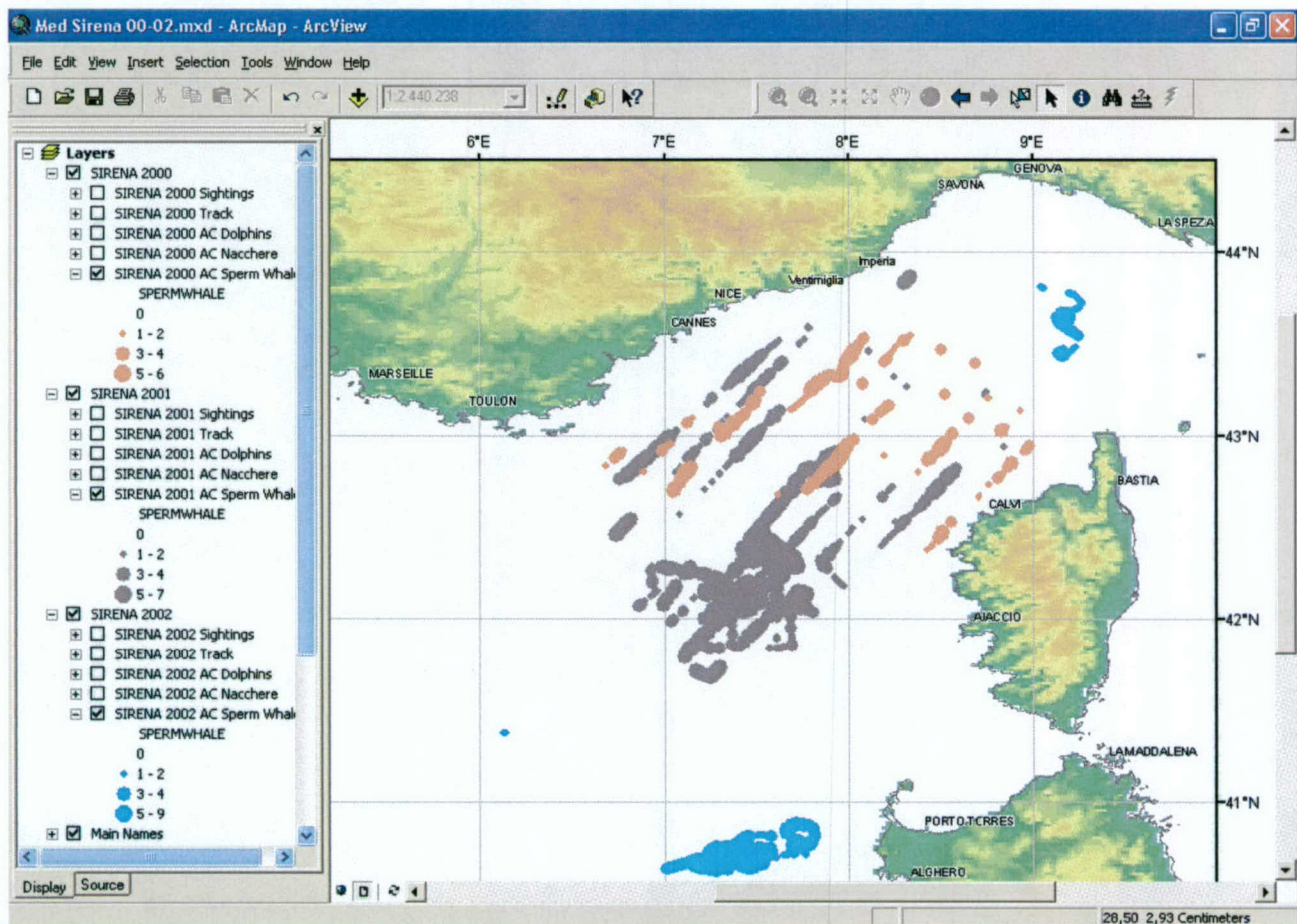 Med Sirena 00-02.mxd - ArcMap - ArcView
File Edit View Insert Selection Tools Window Help
1:2.440.238
Layers
SIRENA 2000
SIRENA 2000 Sightings
SIRENA 2000 Track
SIRENA 2000 AC Dolphins
SIRENA 2000 AC Nacchere
SIRENA 2000 AC Sperm Whal
SPERMWHALE
0
1 - 2
3 - 4
5 - 6
SIRENA 2001
SIRENA 2001 Sightings
SIRENA 2001 Track
SIRENA 2001 AC Dolphins
SIRENA 2001 AC Nacchere
SIRENA 2001 AC Sperm Whal
SPERMWHALE
0
1 - 2
3 - 4
5 - 7
SIRENA 2002
SIRENA 2002 Sightings
SIRENA 2002 Track
SIRENA 2002 AC Dolphins
SIRENA 2002 AC Nacchere
SIRENA 2002 AC Sperm Whal
SPERMWHALE
0
1 - 2
3 - 4
5 - 9
Main Names
Display Source
6°E 7°E 8°E 9°E
GENOVA
SAVONA
LA SPEZA
44°N
Imperia
Ventimiglia
NICE
CANNES
MARSEILLE
TOULON
43°N
BASTIA
CALVI
AJACCIO
42°N
LA MADDALENA
41°N
PORTO TORRES
ALGHERO
28,50 2,93 Centimeters